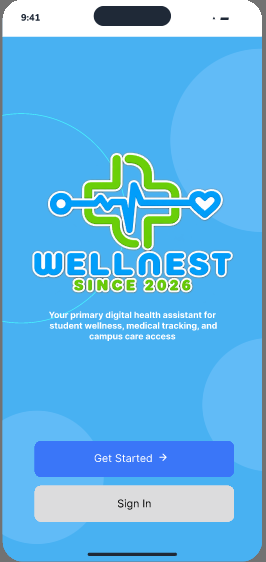 9:41
WELLNEST
SINCE 2026
Your primary digital health assistant for
student wellness, medical tracking, and
campus care access
Get Started →
Sign In